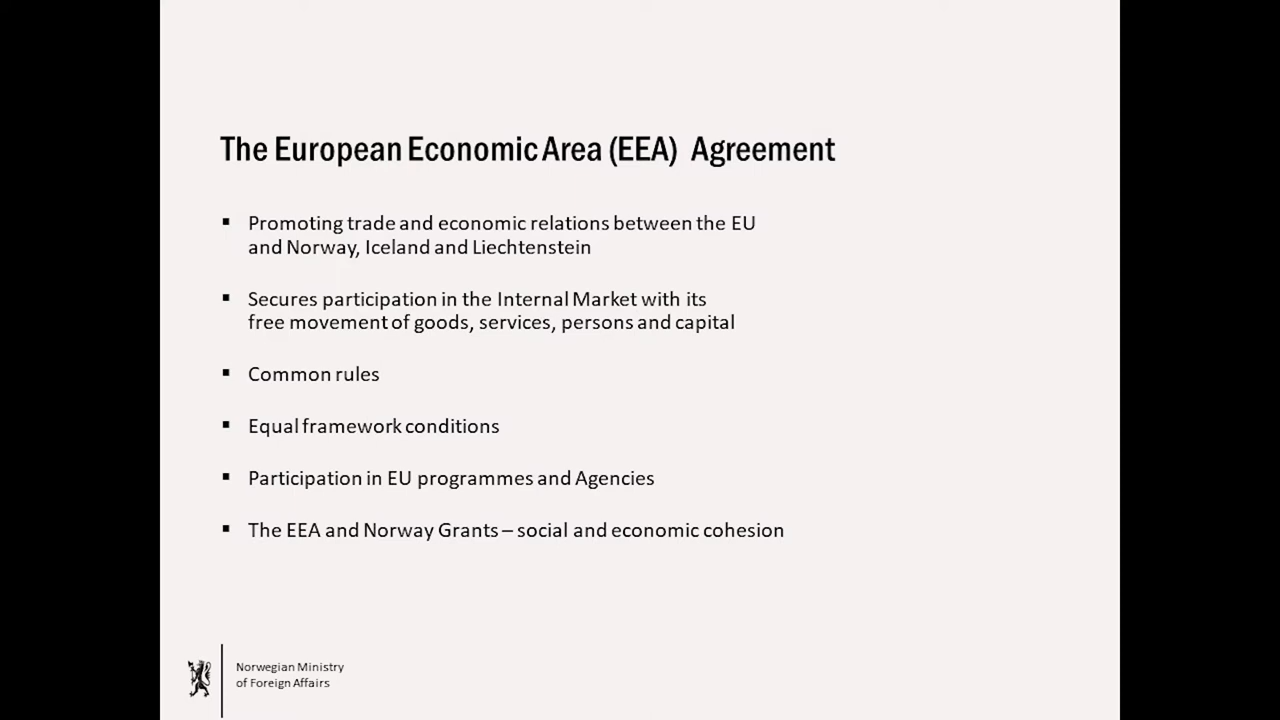 The European Economic Area (EEA) Agreement
▪ Promoting trade and economic relations between the EU
and Norway, Iceland and Liechtenstein
▪ Secures participation in the Internal Market with its
free movement of goods, services, persons and capital
▪ Common rules
▪ Equal framework conditions
▪ Participation in EU programmes and Agencies
▪ The EEA and Norway Grants – social and economic cohesion
Norwegian Ministry
of Foreign Affairs